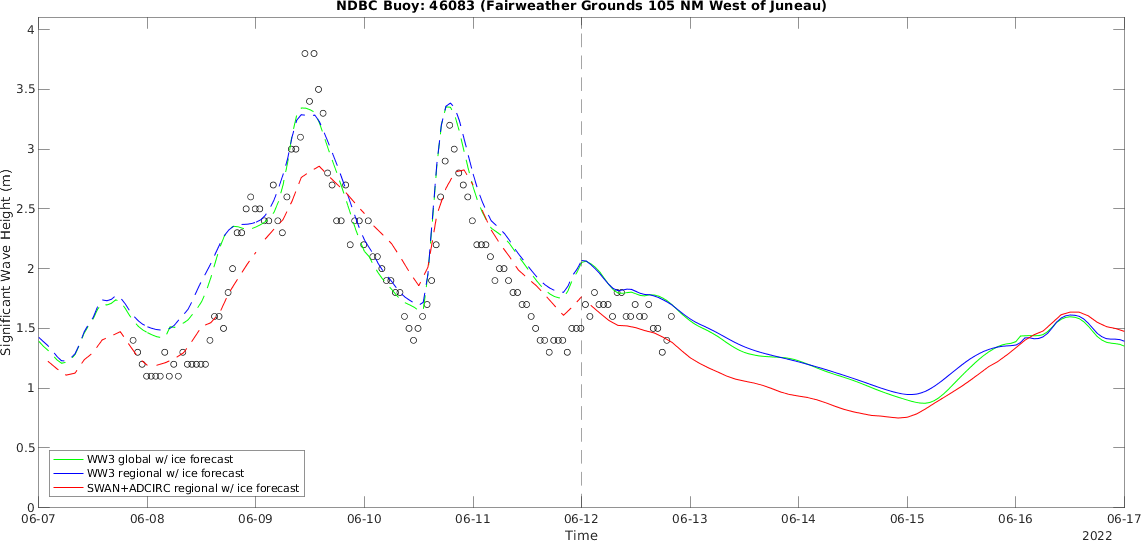 NDBC Buoy: 46083 (Fairweather Grounds 105 NM West of Juneau)
4
3.5
3
2.5
2
1.5
1
0.5
0
Significant Wave Height (m)
WW3 global w/ ice forecast
WW3 regional w/ ice forecast
SWAN+ADCIRC regional w/ ice forecast
06-07 06-08 06-09 06-10 06-11 06-12 06-13 06-14 06-15 06-16 06-17
Time
2022